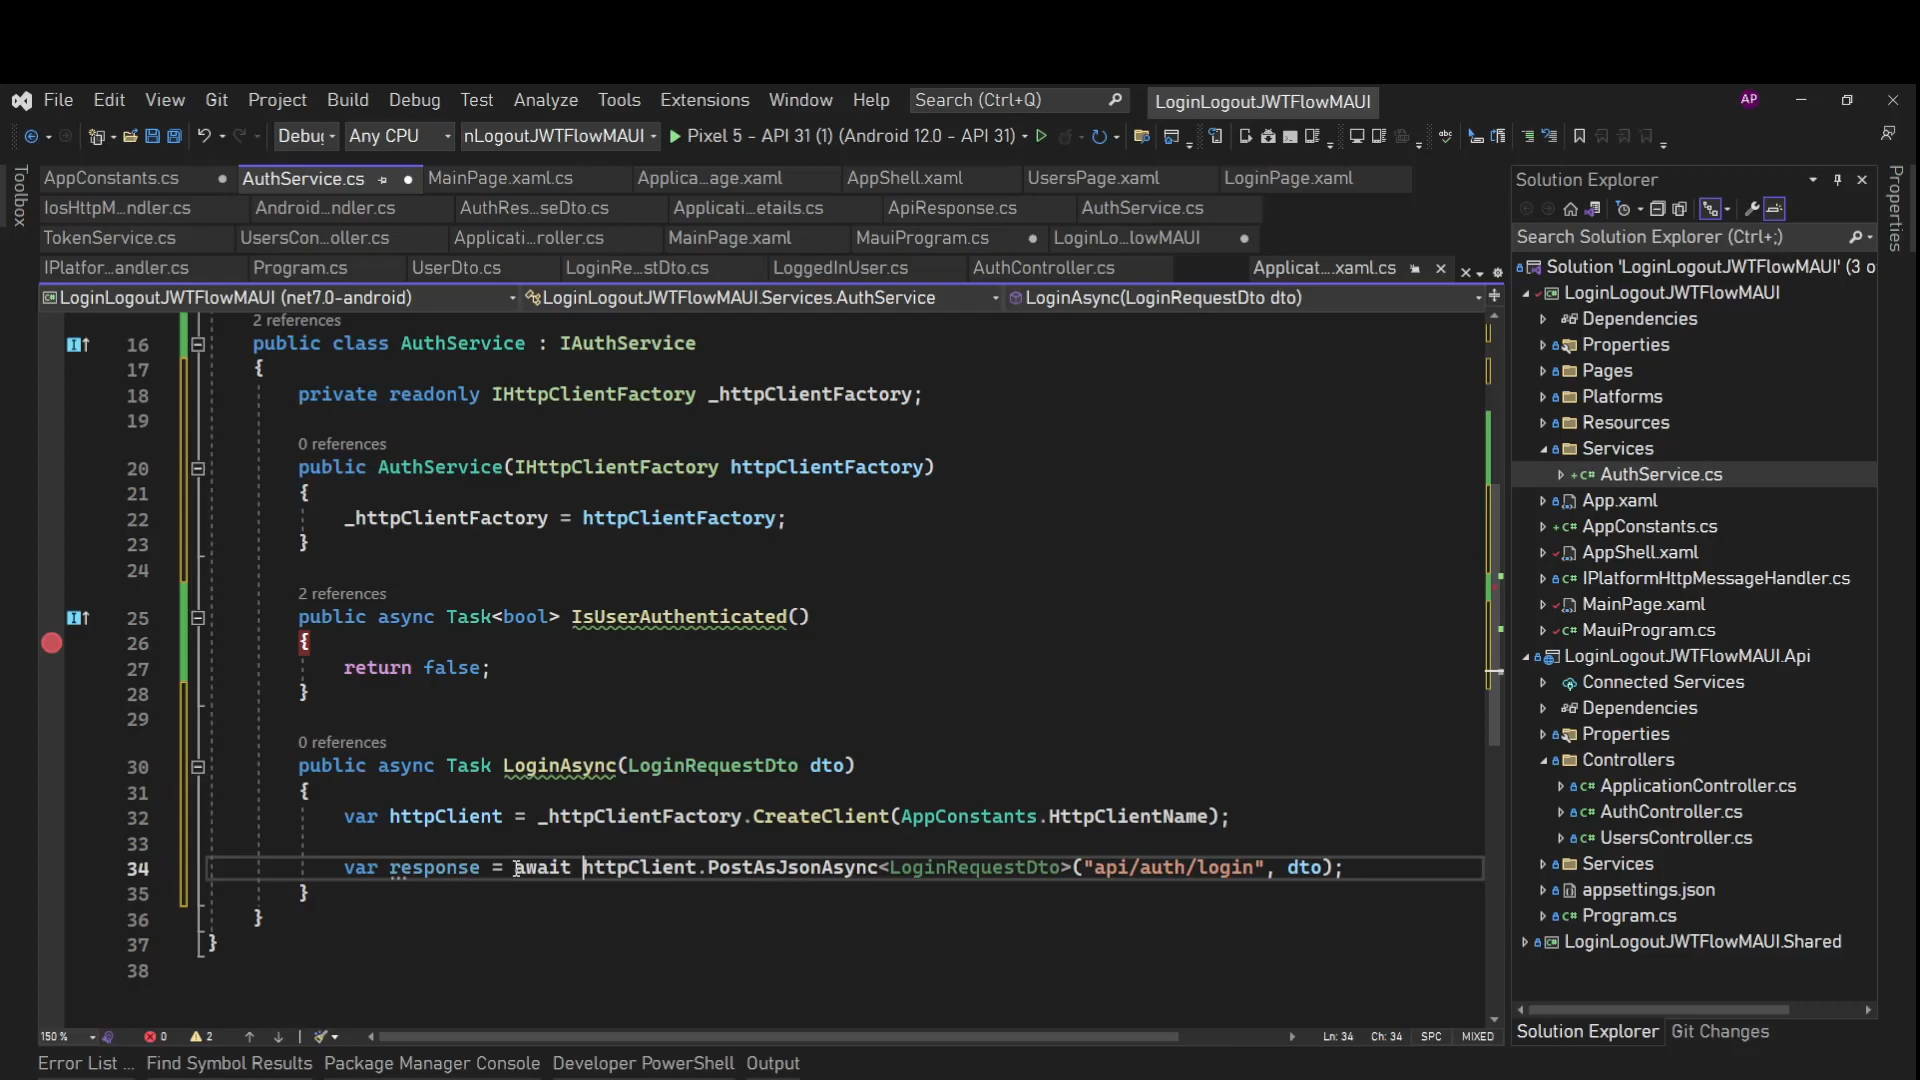 File Edit View Git Project Build Debug Test Analyze Tools Extensions Window Help Search (Ctrl+Q) LoginLogoutJWTFlowMAUI AP
Debug Any CPU nLogoutJWTFlowMAUI Pixel 5 - API 31 (1) (Android 12.0 - API 31)
Toolbox
AppConstants.cs AuthService.cs MainPage.xaml.cs Applica...age.xaml AppShell.xaml UsersPage.xaml LoginPage.xaml
IosHttpM...ndler.cs Android...ndler.cs AuthRes...seDto.cs Applicati...etails.cs ApiResponse.cs AuthService.cs
TokenService.cs UsersCon...oller.cs Applicati...roller.cs MainPage.xaml MauiProgram.cs LoginLo...lowMAUI
IPlatfor...andler.cs Program.cs UserDto.cs LoginRe...stDto.cs LoggedInUser.cs AuthController.cs Applicat....xaml.cs
LoginLogoutJWTFlowMAUI (net7.0-android) LoginLogoutJWTFlowMAUI.Services.AuthService LoginAsync(LoginRequestDto dto)
2 references
16 public class AuthService : IAuthService
17 {
18 private readonly IHttpClientFactory _httpClientFactory;
19
0 references
20 public AuthService(IHttpClientFactory httpClientFactory)
21 {
22 _httpClientFactory = httpClientFactory;
23 }
24
2 references
25 public async Task<bool> IsUserAuthenticated()
26 {
27 return false;
28 }
29
0 references
30 public async Task LoginAsync(LoginRequestDto dto)
31 {
32 var httpClient = _httpClientFactory.CreateClient(AppConstants.HttpClientName);
33
34 var response = await httpClient.PostAsJsonAsync<LoginRequestDto>("api/auth/login", dto);
35 }
36 }
37 }
38
150 % 0 2 Ln: 34 Ch: 34 SPC MIXED
Error List ... Find Symbol Results Package Manager Console Developer PowerShell Output
Solution Explorer
Search Solution Explorer (Ctrl+;)
Solution 'LoginLogoutJWTFlowMAUI' (3 o
LoginLogoutJWTFlowMAUI
Dependencies
Properties
Pages
Platforms
Resources
Services
C# AuthService.cs
App.xaml
C# AppConstants.cs
AppShell.xaml
C# IPlatformHttpMessageHandler.cs
MainPage.xaml
C# MauiProgram.cs
LoginLogoutJWTFlowMAUI.Api
Connected Services
Dependencies
Properties
Controllers
C# ApplicationController.cs
C# AuthController.cs
C# UsersController.cs
Services
appsettings.json
C# Program.cs
LoginLogoutJWTFlowMAUI.Shared
Solution Explorer Git Changes
Properties